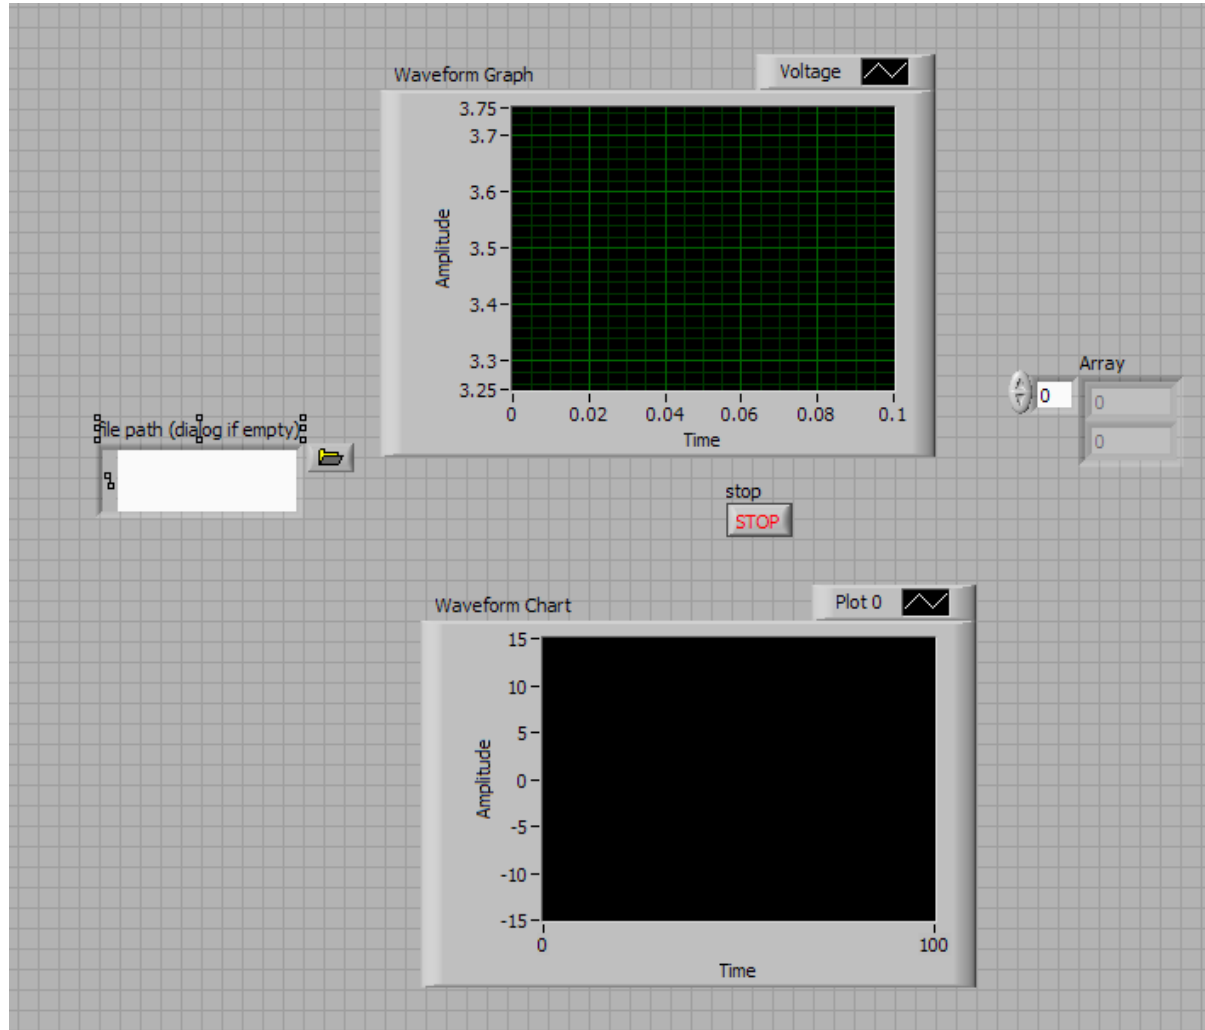 Waveform Graph
Voltage
3.75
3.7
3.6
3.5
3.4
3.3
3.25
Amplitude
0 0.02 0.04 0.06 0.08 0.1
Time
Array
0 0
0
file path (dialog if empty)
stop
STOP
Waveform Chart
Plot 0
15
10
5
0
-5
-10
-15
Amplitude
0 100
Time